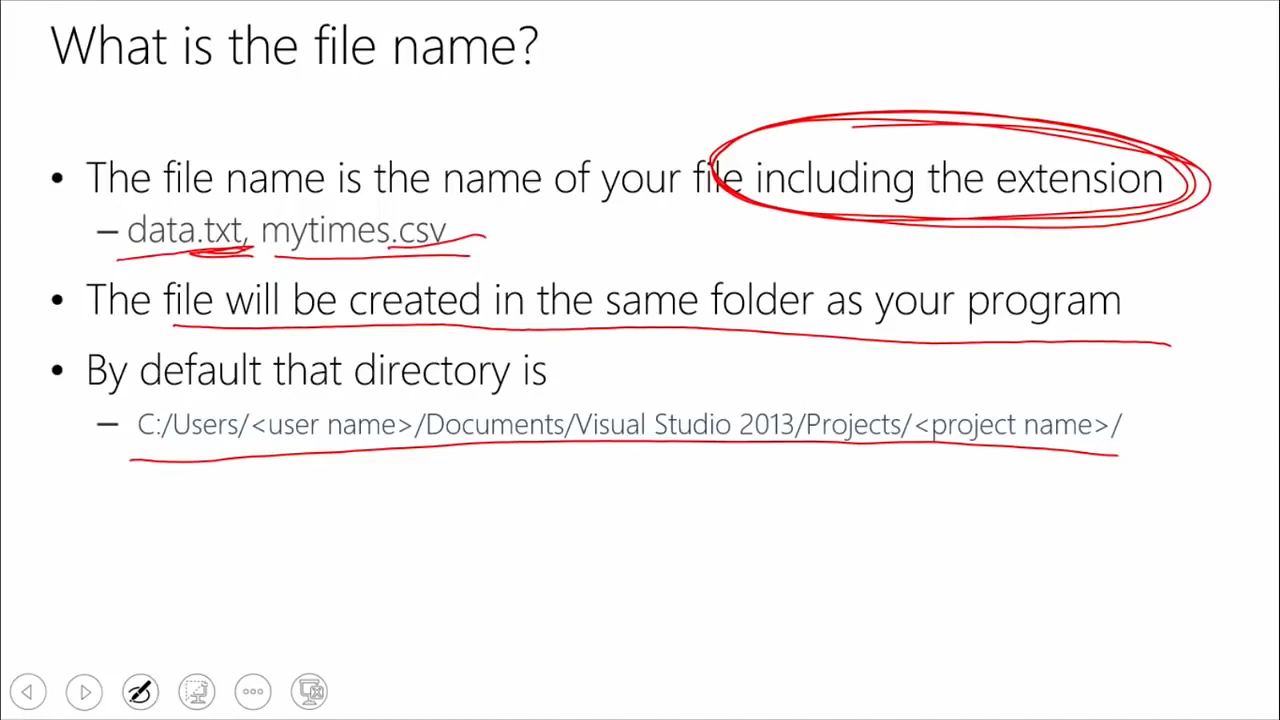 What is the file name?
• The file name is the name of your file including the extension
– data.txt, mytimes.csv
• The file will be created in the same folder as your program
• By default that directory is
– C:/Users/<user name>/Documents/Visual Studio 2013/Projects/<project name>/